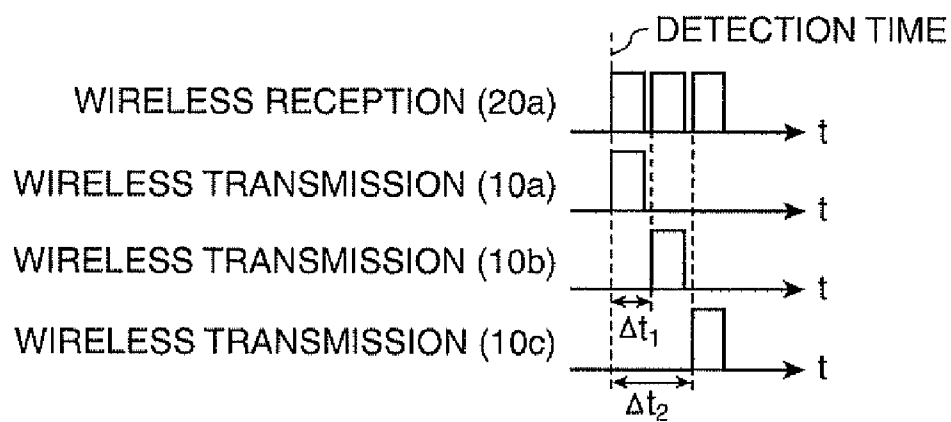 DETECTION TIME
WIRELESS RECEPTION (20a)
t
WIRELESS TRANSMISSION (10a)
t
WIRELESS TRANSMISSION (10b)
t
Δt₁
WIRELESS TRANSMISSION (10c)
t
Δt₂